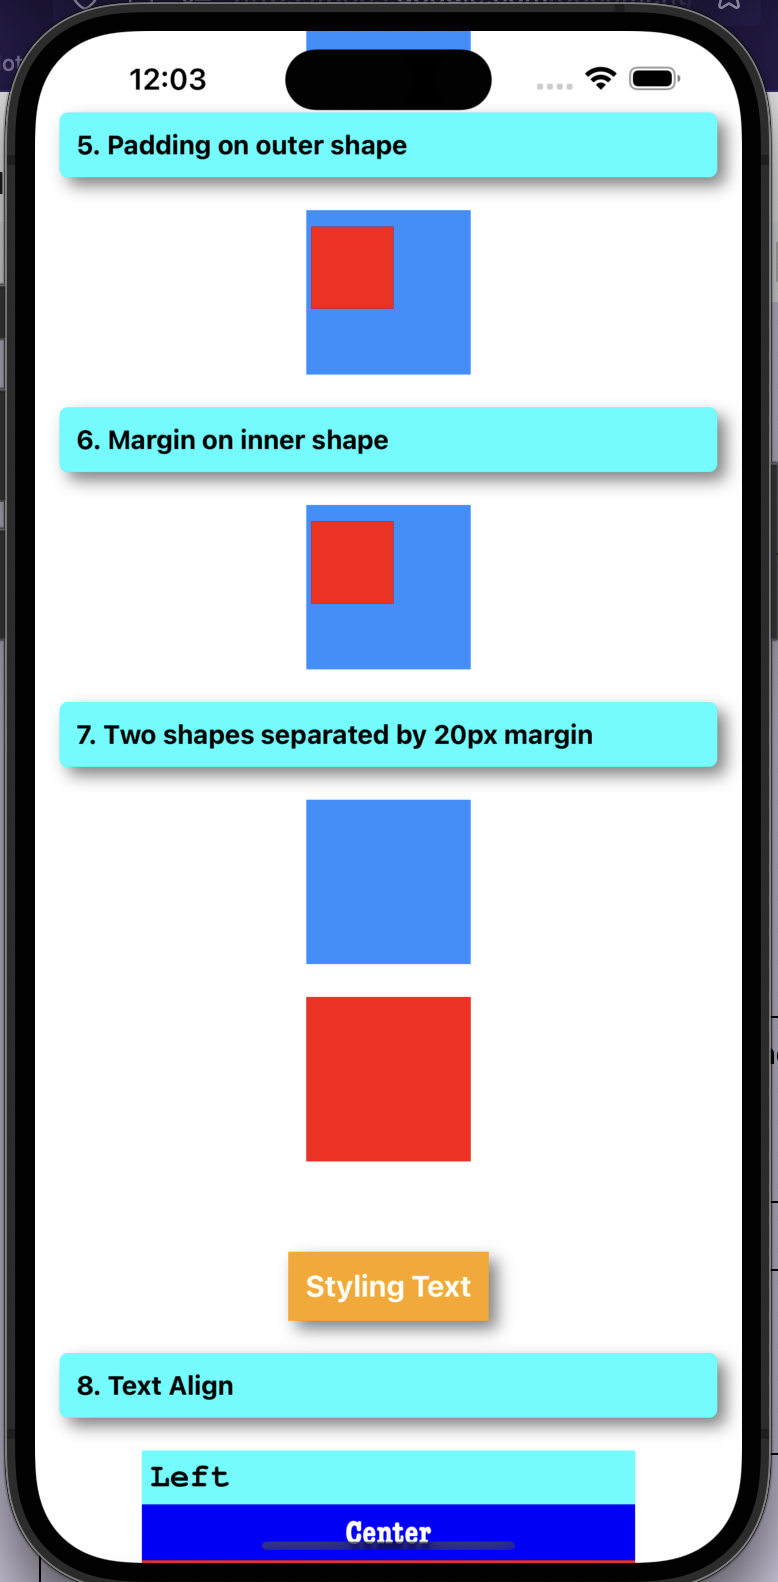 12:03
5. Padding on outer shape
6. Margin on inner shape
7. Two shapes separated by 20px margin
Styling Text
8. Text Align
Left
Center